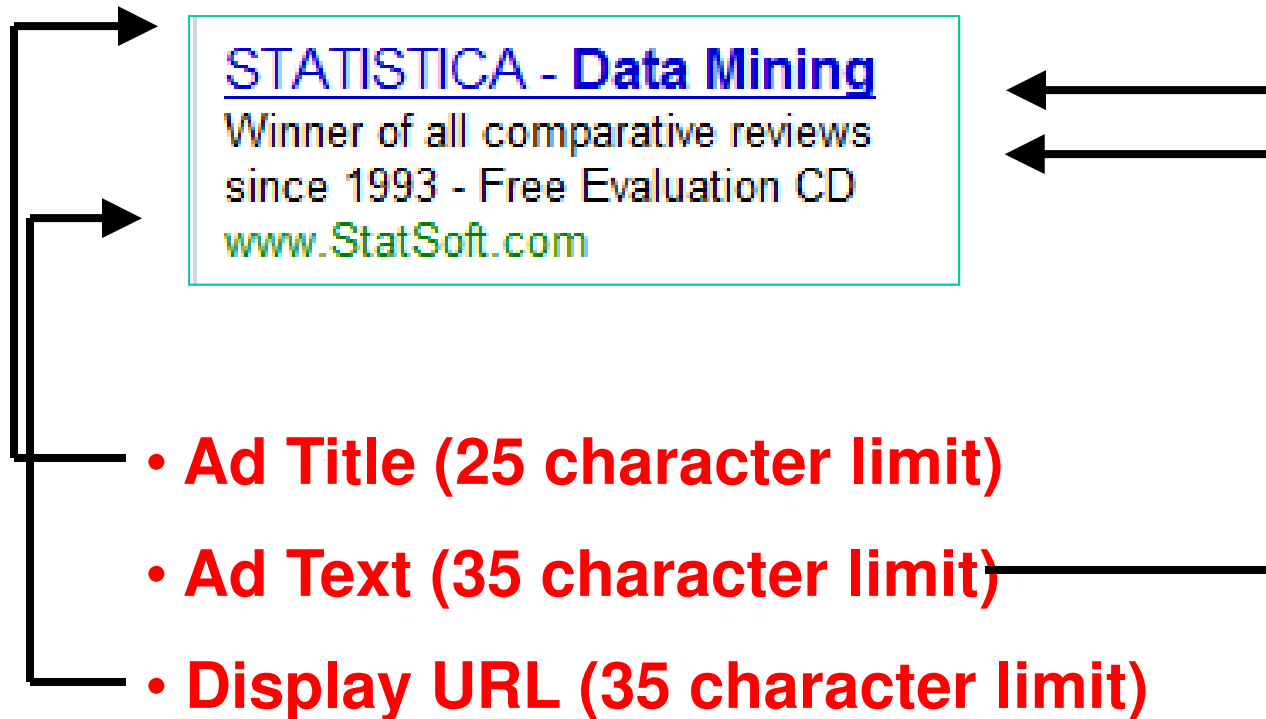 STATISTICA - Data Mining
Winner of all comparative reviews
since 1993 - Free Evaluation CD
www.StatSoft.com
• Ad Title (25 character limit)
• Ad Text (35 character limit)
• Display URL (35 character limit)